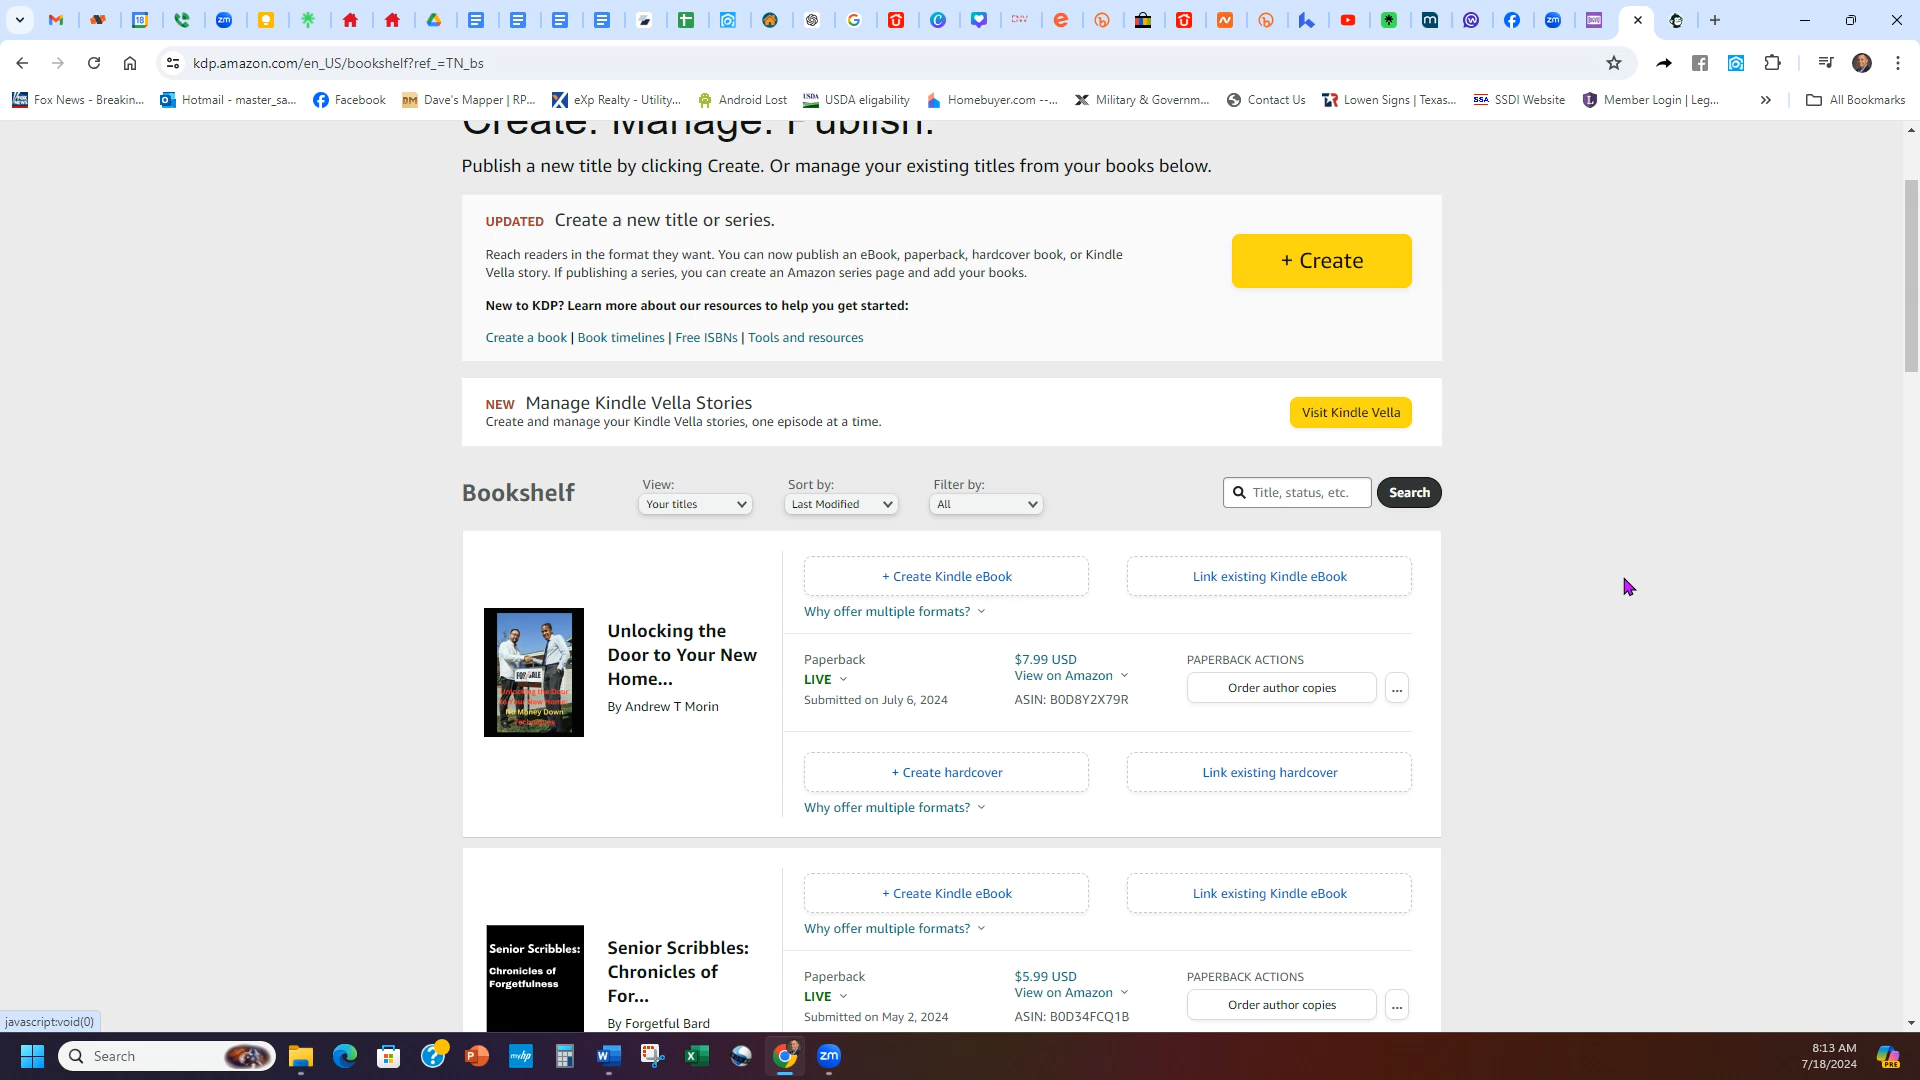 kdp.amazon.com/en_US/bookshelf?ref_=TN_bs
Fox News - Breakin...
Hotmail - master_sa...
Facebook
Dave's Mapper | RP...
eXp Realty - Utility...
Android Lost
USDA eligibility
Homebuyer.com --...
Military & Governm...
Contact Us
Lowen Signs | Texas...
SSDI Website
Member Login | Leg...
All Bookmarks
Create. Manage. Publish.
Publish a new title by clicking Create. Or manage your existing titles from your books below.
UPDATED Create a new title or series.
Reach readers in the format they want. You can now publish an eBook, paperback, hardcover book, or Kindle
Vella story. If publishing a series, you can create an Amazon series page and add your books.
+ Create
New to KDP? Learn more about our resources to help you get started:
Create a book | Book timelines | Free ISBNs | Tools and resources
NEW Manage Kindle Vella Stories
Create and manage your Kindle Vella stories, one episode at a time.
Visit Kindle Vella
Bookshelf
View:
Your titles
Sort by:
Last Modified
Filter by:
All
Title, status, etc.
Search
Unlocking the
Door to Your New
Home...
By Andrew T Morin
+ Create Kindle eBook
Link existing Kindle eBook
Why offer multiple formats?
Paperback
LIVE
Submitted on July 6, 2024
$7.99 USD
View on Amazon
ASIN: B0D8Y2X79R
PAPERBACK ACTIONS
Order author copies
...
+ Create hardcover
Link existing hardcover
Why offer multiple formats?
Senior Scribbles:
Chronicles of
Forgetfulness
Senior Scribbles:
Chronicles of
For...
By Forgetful Bard
+ Create Kindle eBook
Link existing Kindle eBook
Why offer multiple formats?
Paperback
LIVE
Submitted on May 2, 2024
$5.99 USD
View on Amazon
ASIN: B0D34FCQ1B
PAPERBACK ACTIONS
Order author copies
...
javascript:void(0)
Search
8:13 AM
7/18/2024